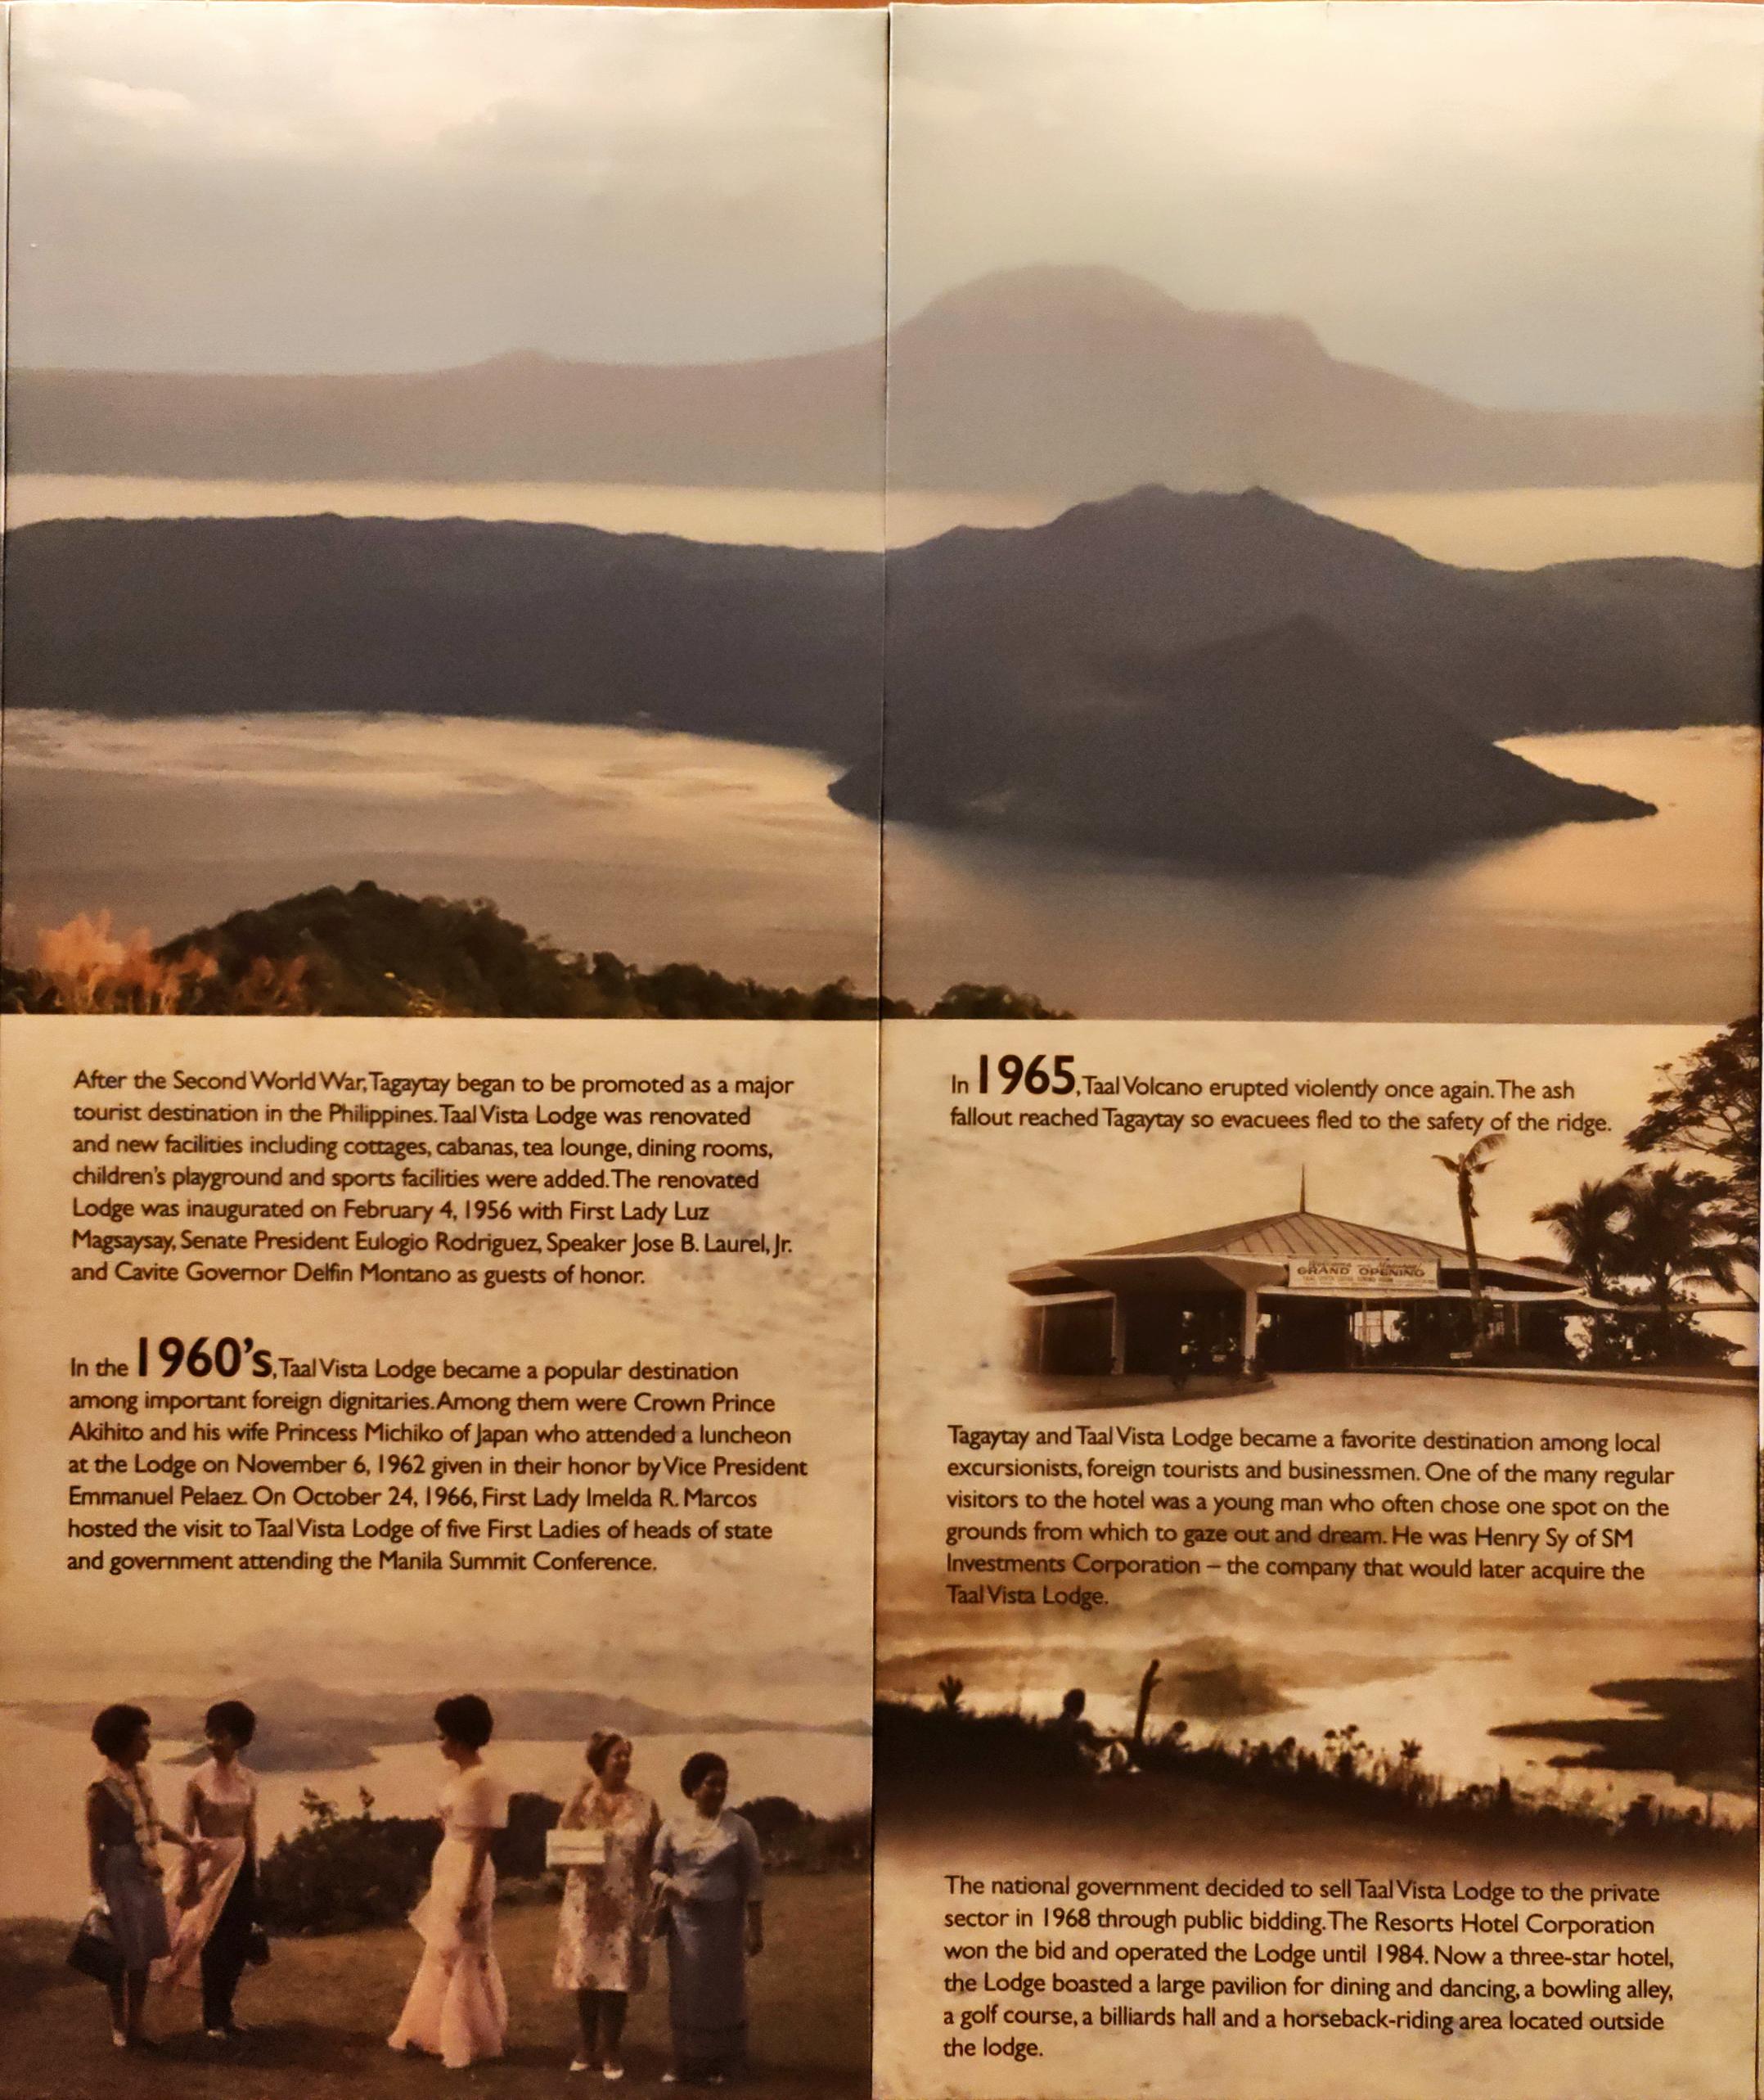 After the Second World War, Tagaytay began to be promoted as a major
tourist destination in the Philippines. Taal Vista Lodge was renovated
and new facilities including cottages, cabanas, tea lounge, dining rooms,
children's playground and sports facilities were added. The renovated
Lodge was inaugurated on February 4, 1956 with First Lady Luz
Magsaysay, Senate President Eulogio Rodriguez, Speaker Jose B. Laurel, Jr.
and Cavite Governor Delfin Montano as guests of honor.
In the 1960's, Taal Vista Lodge became a popular destination
among important foreign dignitaries. Among them were Crown Prince
Akihito and his wife Princess Michiko of Japan who attended a luncheon
at the Lodge on November 6, 1962 given in their honor by Vice President
Emmanuel Pelaez. On October 24, 1966, First Lady Imelda R. Marcos
hosted the visit to Taal Vista Lodge of five First Ladies of heads of state
and government attending the Manila Summit Conference.
In 1965, Taal Volcano erupted violently once again. The ash
fallout reached Tagaytay so evacuees fled to the safety of the ridge.
GRAND OPENING
Tagaytay and Taal Vista Lodge became a favorite destination among local
excursionists, foreign tourists and businessmen. One of the many regular
visitors to the hotel was a young man who often chose one spot on the
grounds from which to gaze out and dream. He was Henry Sy of SM
Investments Corporation – the company that would later acquire the
Taal Vista Lodge.
The national government decided to sell Taal Vista Lodge to the private
sector in 1968 through public bidding. The Resorts Hotel Corporation
won the bid and operated the Lodge until 1984. Now a three-star hotel,
the Lodge boasted a large pavilion for dining and dancing, a bowling alley,
a golf course, a billiards hall and a horseback-riding area located outside
the lodge.